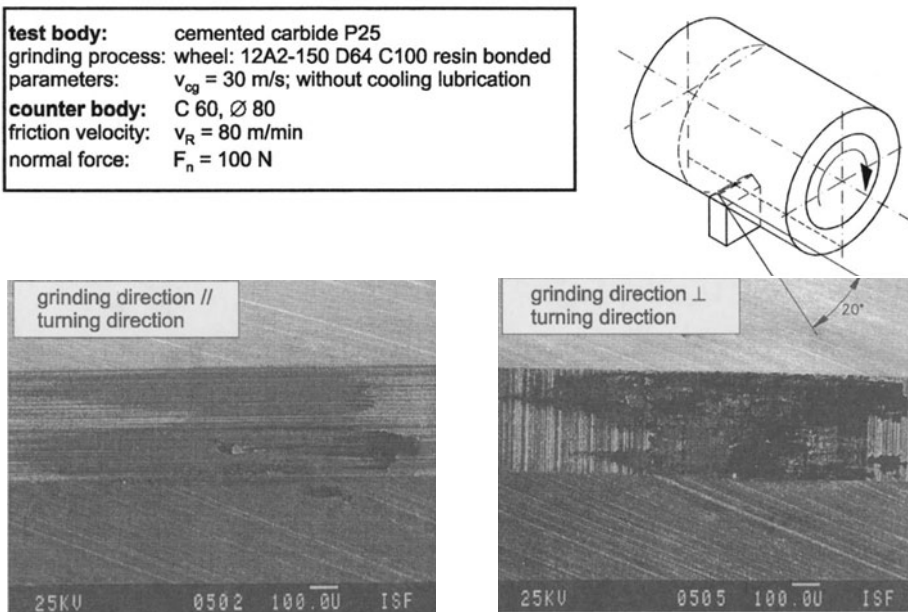 test body: cemented carbide P25
grinding process: wheel: 12A2-150 D64 C100 resin bonded
parameters: v_cg = 30 m/s; without cooling lubrication
counter body: C 60, Ø 80
friction velocity: v_R = 80 m/min
normal force: F_n = 100 N
20°
grinding direction //
turning direction
25KV 0502 100.0U ISF
grinding direction ⊥
turning direction
25KV 0505 100.0U ISF